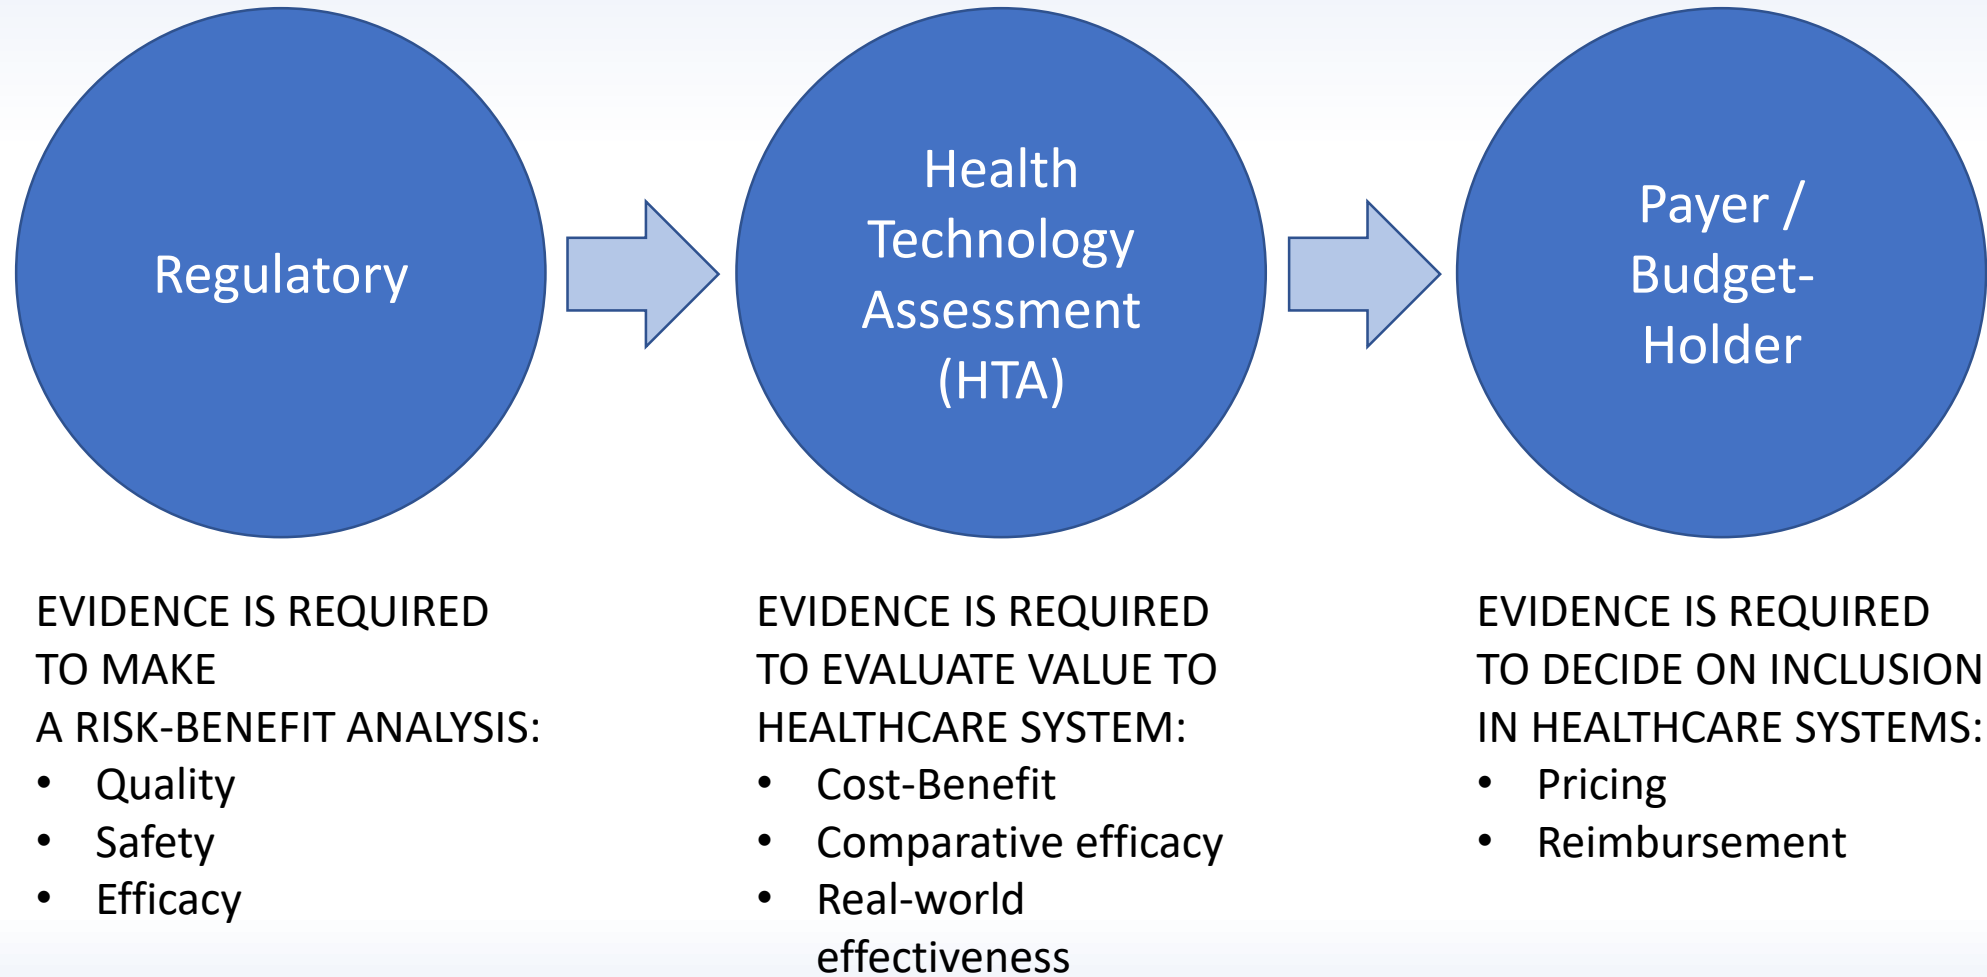 Regulatory
Health
Technology
Assessment
(HTA)
Payer /
Budget-
Holder
EVIDENCE IS REQUIRED
TO MAKE
A RISK-BENEFIT ANALYSIS:
• Quality
• Safety
• Efficacy
EVIDENCE IS REQUIRED
TO EVALUATE VALUE TO
HEALTHCARE SYSTEM:
• Cost-Benefit
• Comparative efficacy
• Real-world
effectiveness
EVIDENCE IS REQUIRED
TO DECIDE ON INCLUSION
IN HEALTHCARE SYSTEMS:
• Pricing
• Reimbursement